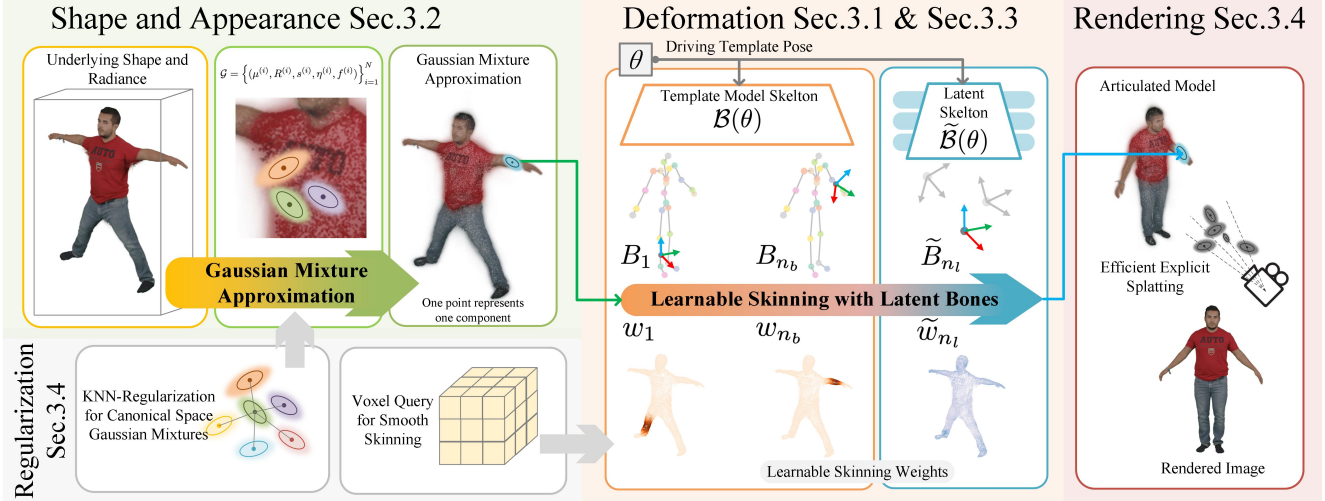 Shape and Appearance Sec.3.2
Underlying Shape and
Radiance
𝒢 = {(μ⁽ⁱ⁾, R⁽ⁱ⁾, s⁽ⁱ⁾, η⁽ⁱ⁾, f⁽ⁱ⁾)}ᵢ₌₁ᴺ
Gaussian Mixture
Approximation
AUTO
AUTO
Gaussian Mixture
Approximation
One point represents
one component
Regularization
Sec.3.4
KNN-Regularization
for Canonical Space
Gaussian Mixtures
Voxel Query
for Smooth
Skinning
Deformation Sec.3.1 & Sec.3.3
θ
Driving Template Pose
Template Model Skelton
ℬ(θ)
Latent
Skelton
ℬ̃(θ)
B₁
B_{n_b}
B̃_{n_l}
Learnable Skinning with Latent Bones
w₁
w_{n_b}
w̃_{n_l}
Learnable Skinning Weights
Rendering Sec.3.4
Articulated Model
Efficient Explicit
Splatting
AUTO
Rendered Image